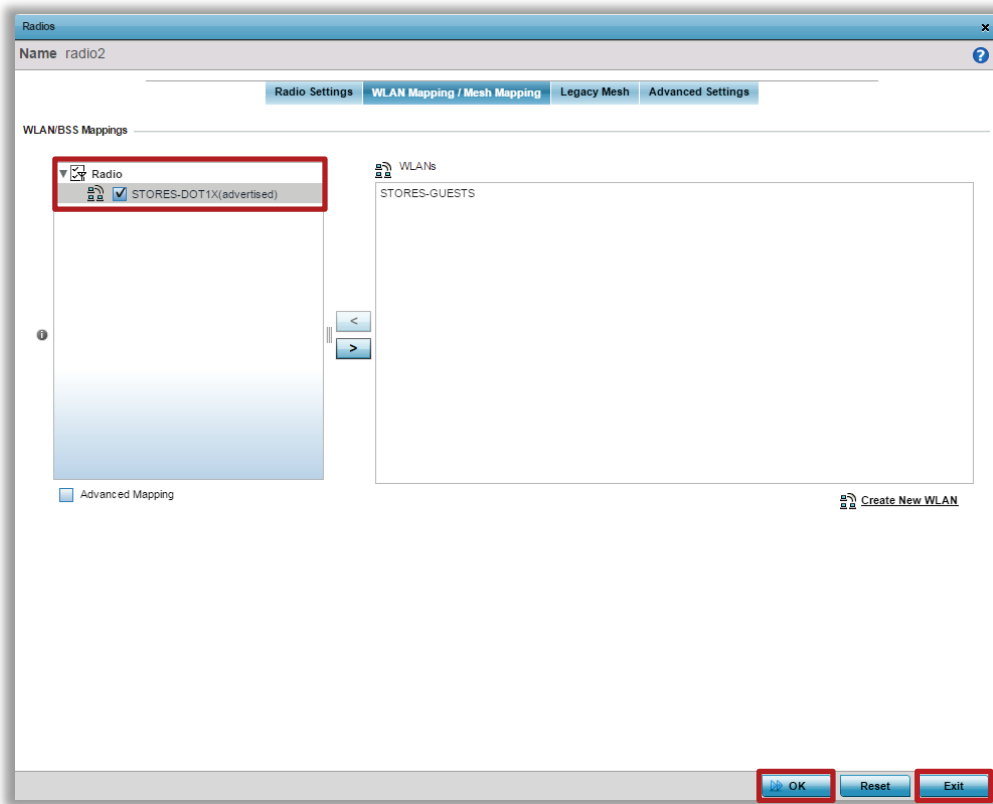 Radios
Name radio2
Radio Settings WLAN Mapping / Mesh Mapping Legacy Mesh Advanced Settings
WLAN/BSS Mappings
Radio
STORES-DOT1X(advertised)
WLANs
STORES-GUESTS
<
>
Advanced Mapping
Create New WLAN
OK Reset Exit